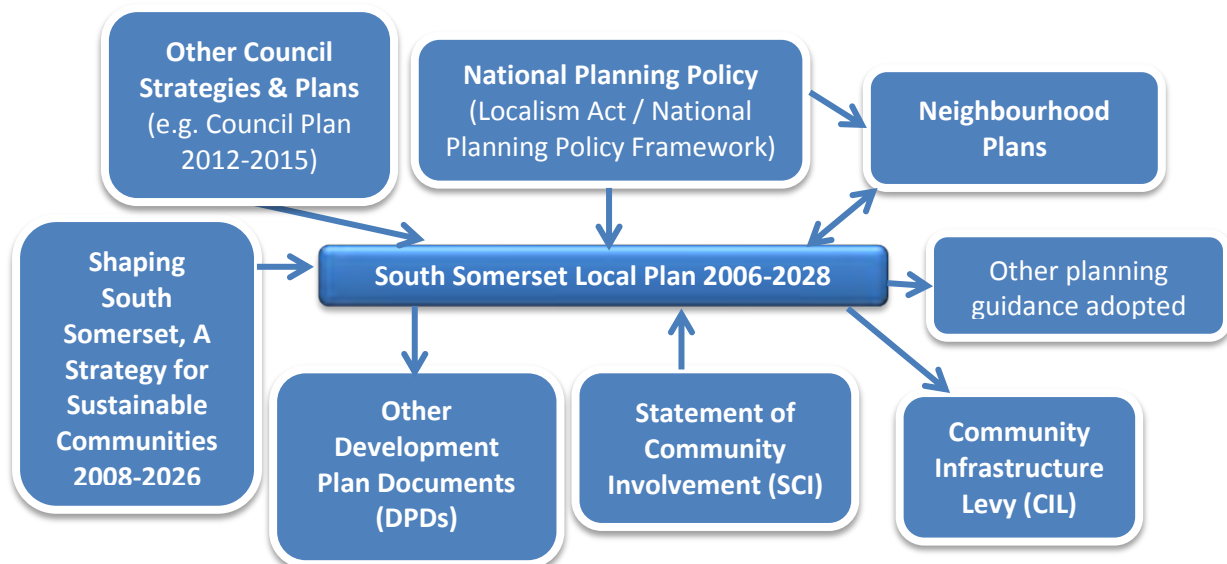 Other Council
Strategies & Plans
(e.g. Council Plan
2012-2015)
National Planning Policy
(Localism Act / National
Planning Policy Framework)
Neighbourhood
Plans
Shaping
South
Somerset, A
Strategy for
Sustainable
Communities
2008-2026
South Somerset Local Plan 2006-2028
Other planning
guidance adopted
Other
Development
Plan Documents
(DPDs)
Statement of
Community
Involvement (SCI)
Community
Infrastructure
Levy (CIL)